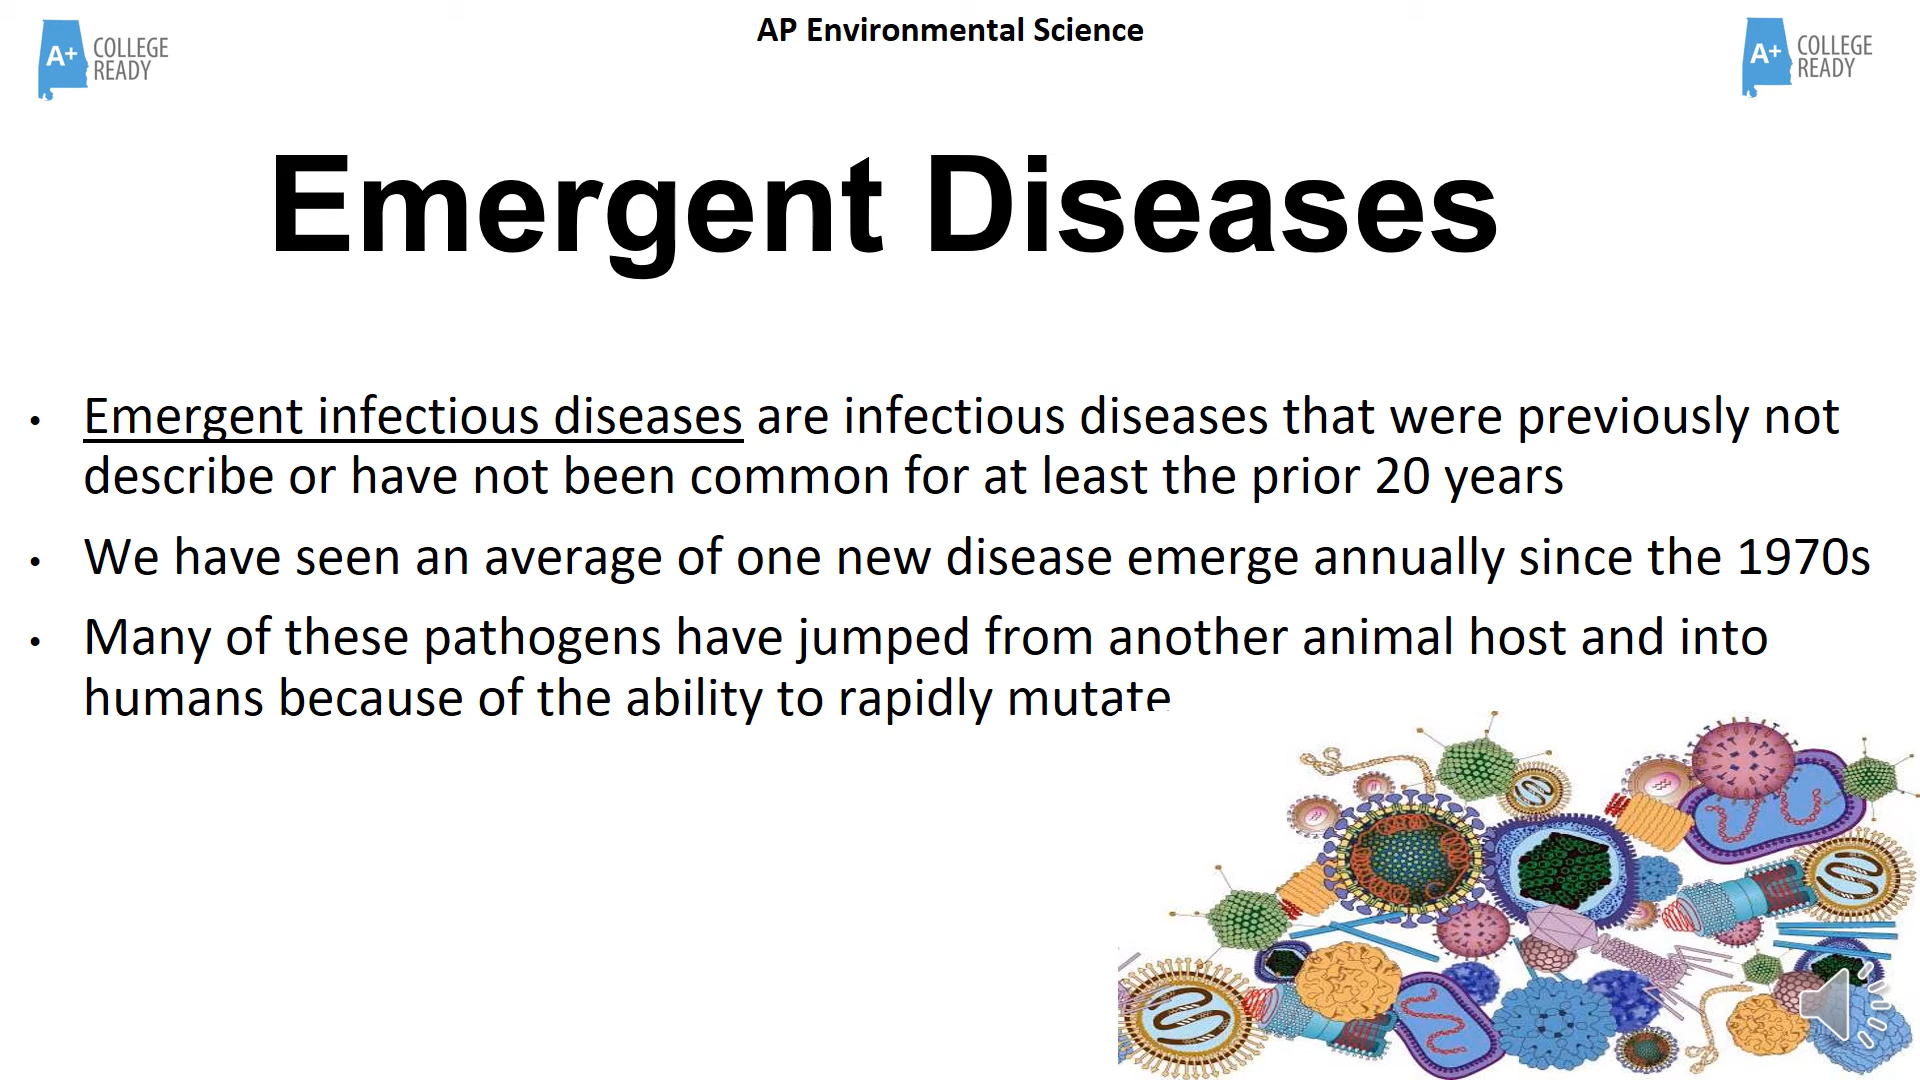 AP Environmental Science
A+ COLLEGE
READY
A+ COLLEGE
READY
Emergent Diseases
• Emergent infectious diseases are infectious diseases that were previously not
describe or have not been common for at least the prior 20 years
• We have seen an average of one new disease emerge annually since the 1970s
• Many of these pathogens have jumped from another animal host and into
humans because of the ability to rapidly mutate